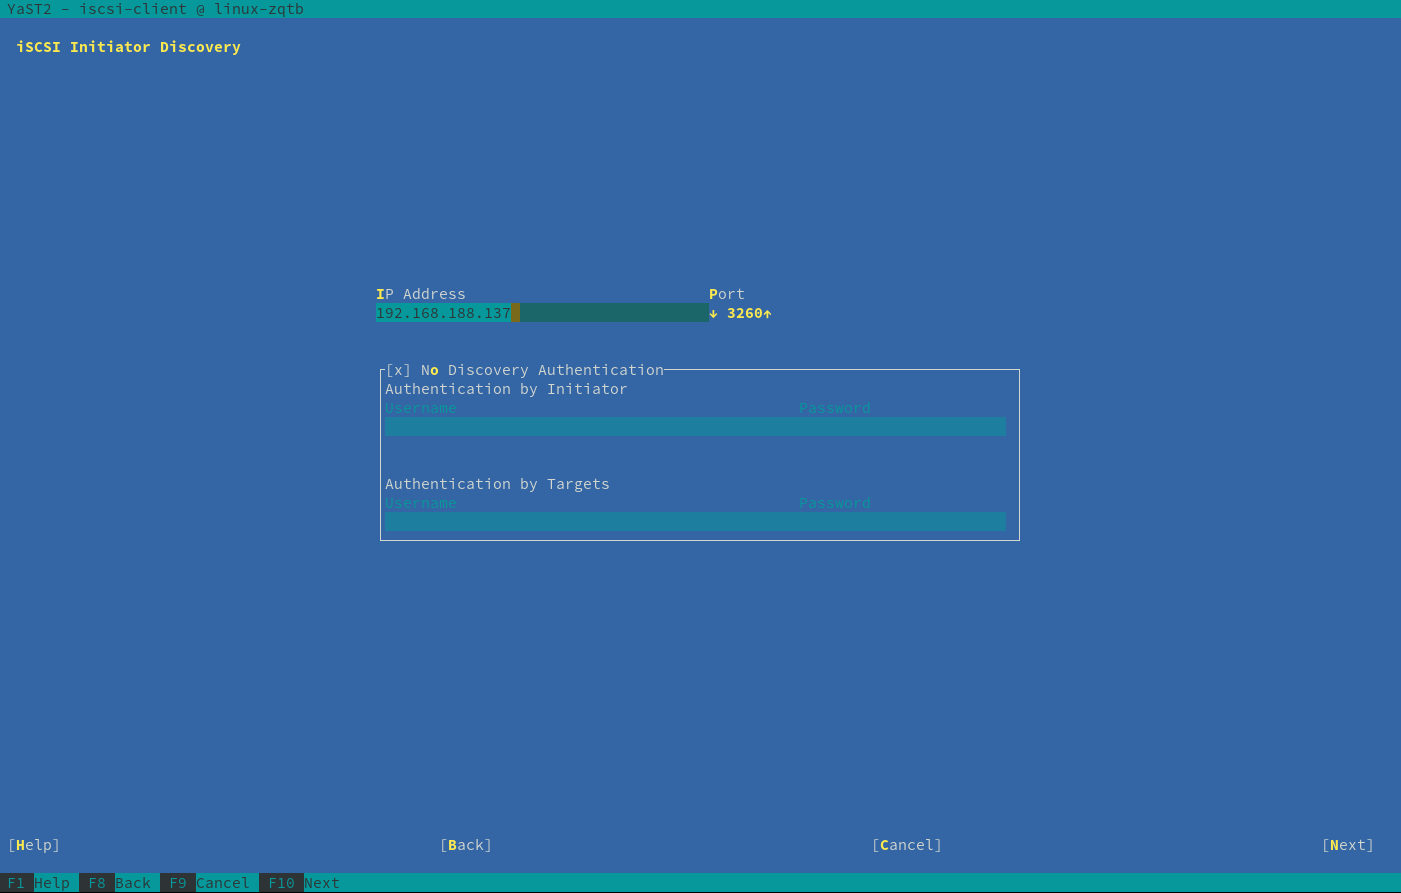 YaST2 - iscsi-client @ linux-zqtb
iSCSI Initiator Discovery
IP Address Port
192.168.188.137 ↓ 3260↑
[x] No Discovery Authentication
Authentication by Initiator
Username Password
Authentication by Targets
Username Password
[Help] [Back] [Cancel] [Next]
F1 Help F8 Back F9 Cancel F10 Next